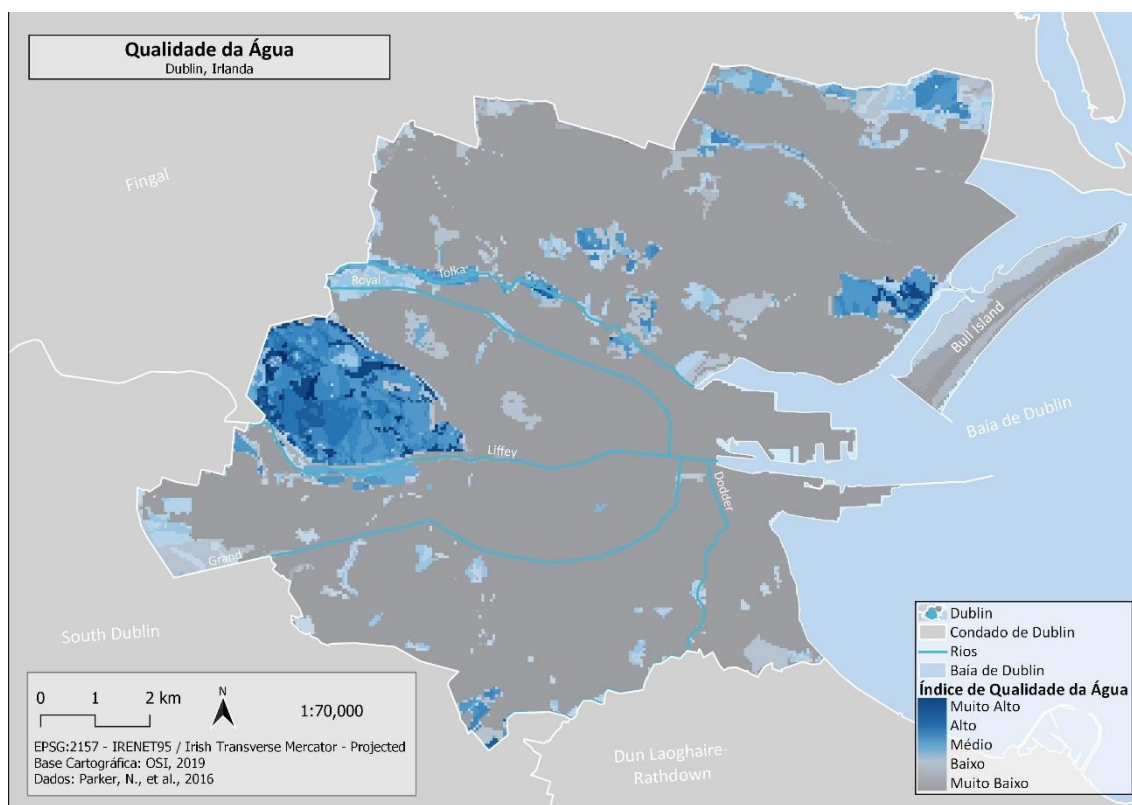 Qualidade da Água
Dublin, Irlanda
Fingal
Tolka
Royal
Bull Island
Baía de Dublin
Liffey
Dodder
Grand
South Dublin
Dun Laoghaire-
Rathdown
0 1 2 km
N
1:70,000
EPSG:2157 - IRENET95 / Irish Transverse Mercator - Projected
Base Cartográfica: OSI, 2019
Dados: Parker, N., et al., 2016
Dublin
Condado de Dublin
Rios
Baía de Dublin
Índice de Qualidade da Água
Muito Alto
Alto
Médio
Baixo
Muito Baixo